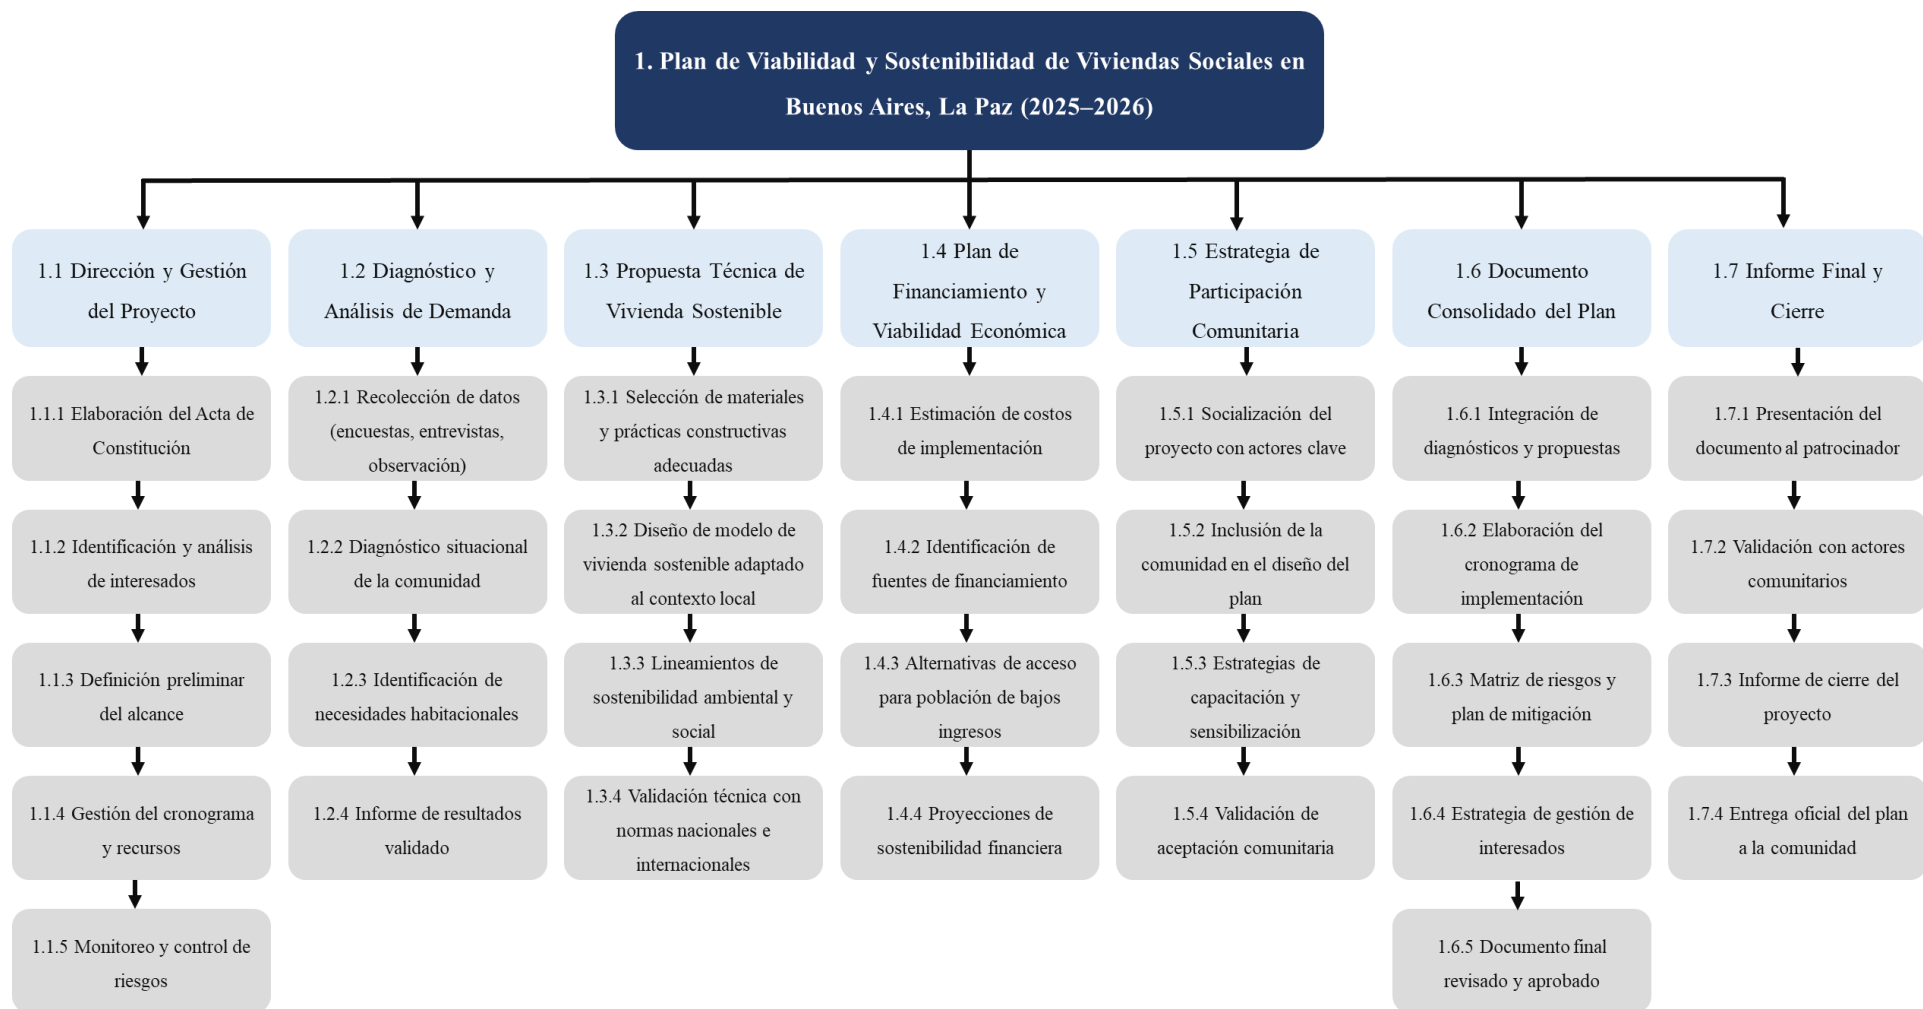 1. Plan de Viabilidad y Sostenibilidad de Viviendas Sociales en
Buenos Aires, La Paz (2025–2026)
1.1 Dirección y Gestión
del Proyecto
1.1.1 Elaboración del Acta de
Constitución
1.1.2 Identificación y análisis
de interesados
1.1.3 Definición preliminar
del alcance
1.1.4 Gestión del cronograma
y recursos
1.1.5 Monitoreo y control de
riesgos
1.2 Diagnóstico y
Análisis de Demanda
1.2.1 Recolección de datos
(encuestas, entrevistas,
observación)
1.2.2 Diagnóstico situacional
de la comunidad
1.2.3 Identificación de
necesidades habitacionales
1.2.4 Informe de resultados
validado
1.3 Propuesta Técnica de
Vivienda Sostenible
1.3.1 Selección de materiales
y prácticas constructivas
adecuadas
1.3.2 Diseño de modelo de
vivienda sostenible adaptado
al contexto local
1.3.3 Lineamientos de
sostenibilidad ambiental y
social
1.3.4 Validación técnica con
normas nacionales e
internacionales
1.4 Plan de
Financiamiento y
Viabilidad Económica
1.4.1 Estimación de costos
de implementación
1.4.2 Identificación de
fuentes de financiamiento
1.4.3 Alternativas de acceso
para población de bajos
ingresos
1.4.4 Proyecciones de
sostenibilidad financiera
1.5 Estrategia de
Participación
Comunitaria
1.5.1 Socialización del
proyecto con actores clave
1.5.2 Inclusión de la
comunidad en el diseño del
plan
1.5.3 Estrategias de
capacitación y
sensibilización
1.5.4 Validación de
aceptación comunitaria
1.6 Documento
Consolidado del Plan
1.6.1 Integración de
diagnósticos y propuestas
1.6.2 Elaboración del
cronograma de
implementación
1.6.3 Matriz de riesgos y
plan de mitigación
1.6.4 Estrategia de gestión de
interesados
1.6.5 Documento final
revisado y aprobado
1.7 Informe Final y
Cierre
1.7.1 Presentación del
documento al patrocinador
1.7.2 Validación con actores
comunitarios
1.7.3 Informe de cierre del
proyecto
1.7.4 Entrega oficial del plan
a la comunidad